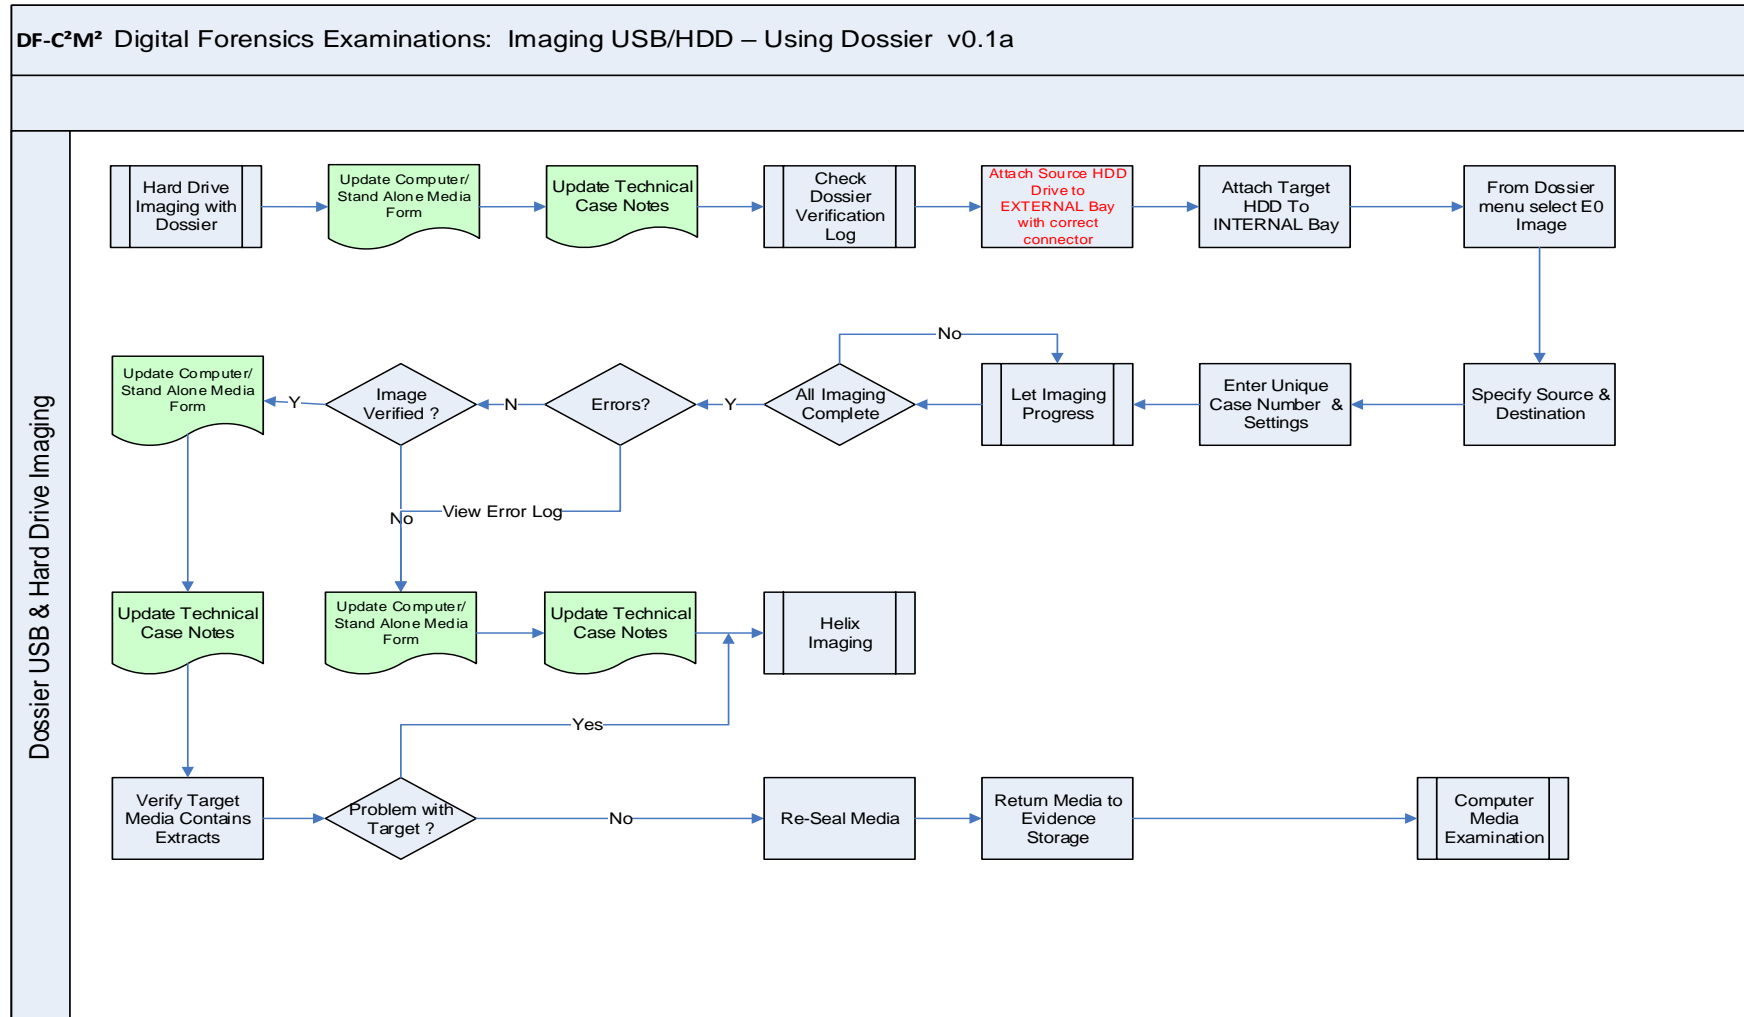 DF-C²M² Digital Forensics Examinations: Imaging USB/HDD – Using Dossier v0.1a
Dossier USB & Hard Drive Imaging
Hard Drive
Imaging with
Dossier
Update Computer/
Stand Alone Media
Form
Update Technical
Case Notes
Check
Dossier
Verification
Log
Attach Source HDD
Drive to
EXTERNAL Bay
with correct
connector
Attach Target
HDD To
INTERNAL Bay
From Dossier
menu select E0
Image
Specify Source &
Destination
Enter Unique
Case Number &
Settings
Let Imaging
Progress
No
All Imaging
Complete
Y
Errors?
N
Image
Verified ?
Y
Update Computer/
Stand Alone Media
Form
View Error Log
No
Update Technical
Case Notes
Update Computer/
Stand Alone Media
Form
Update Technical
Case Notes
Helix
Imaging
Yes
Verify Target
Media Contains
Extracts
Problem with
Target ?
No
Re-Seal Media
Return Media to
Evidence
Storage
Computer
Media
Examination